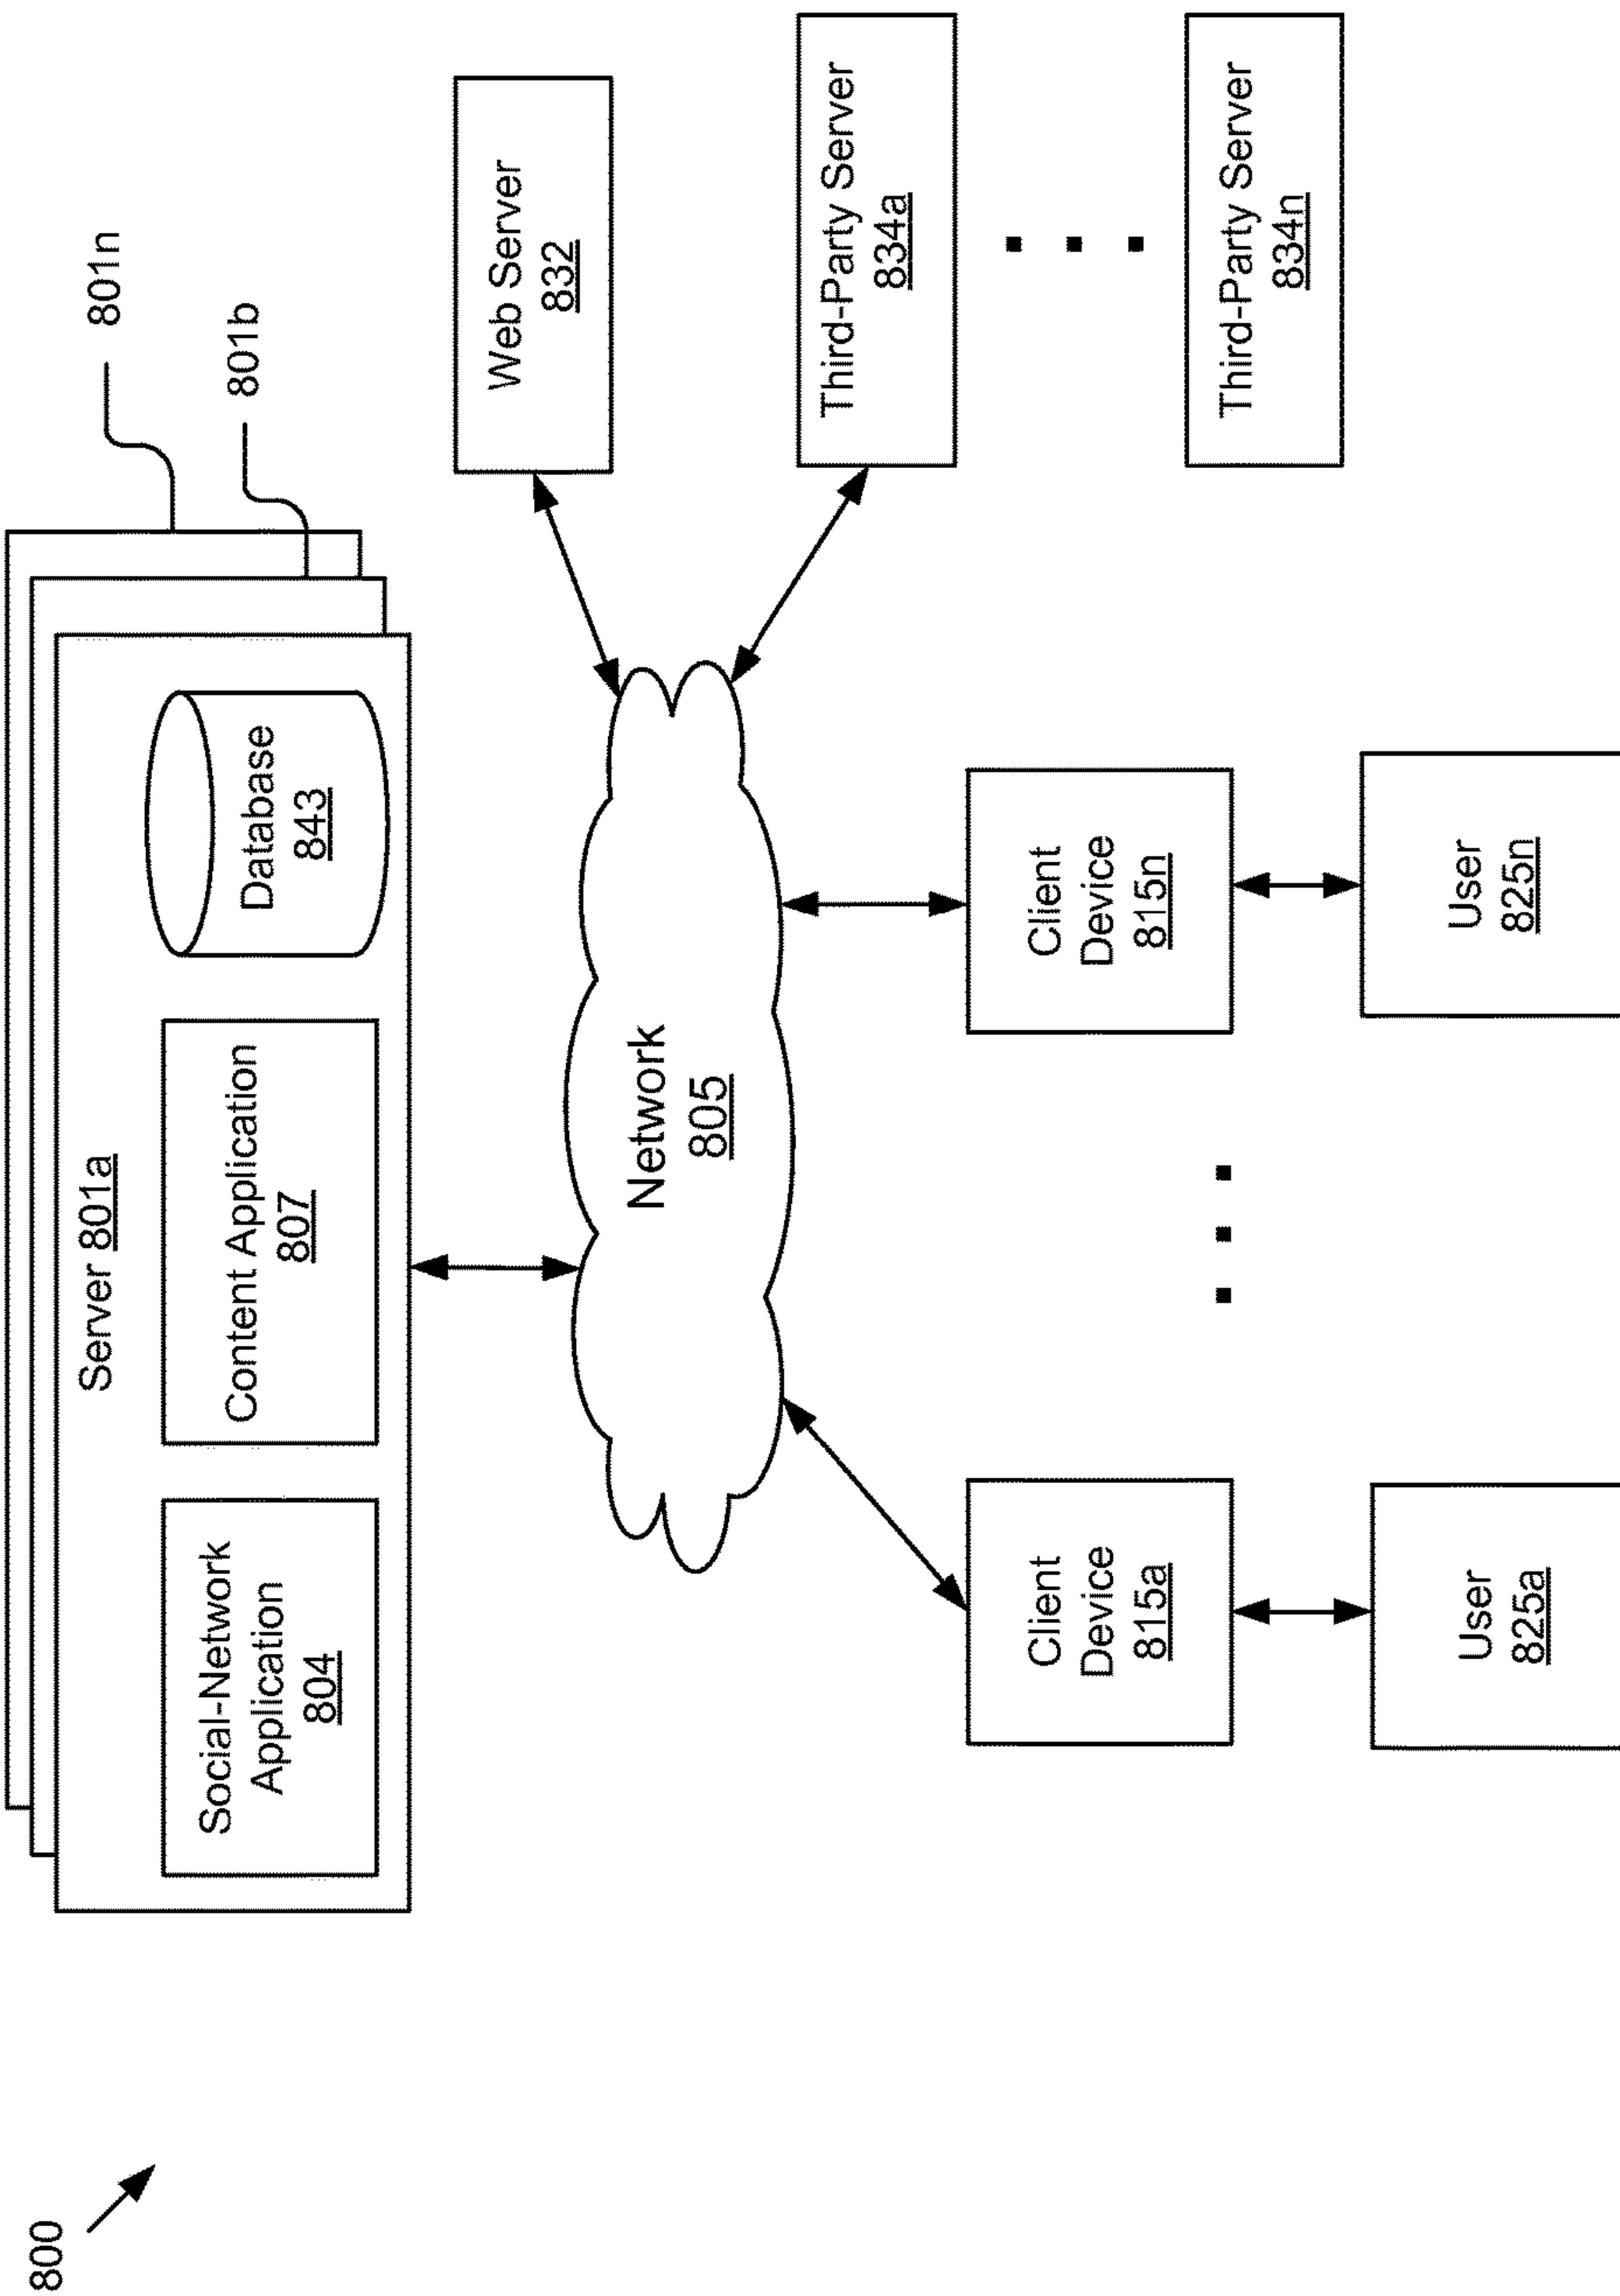 800
Server 801a
801n
801b
Social-Network
Application
804
Content Application
807
Database
843
Network
805
Web Server
832
Third-Party Server
834a
Third-Party Server
834n
Client
Device
815a
Client
Device
815n
User
825a
User
825n